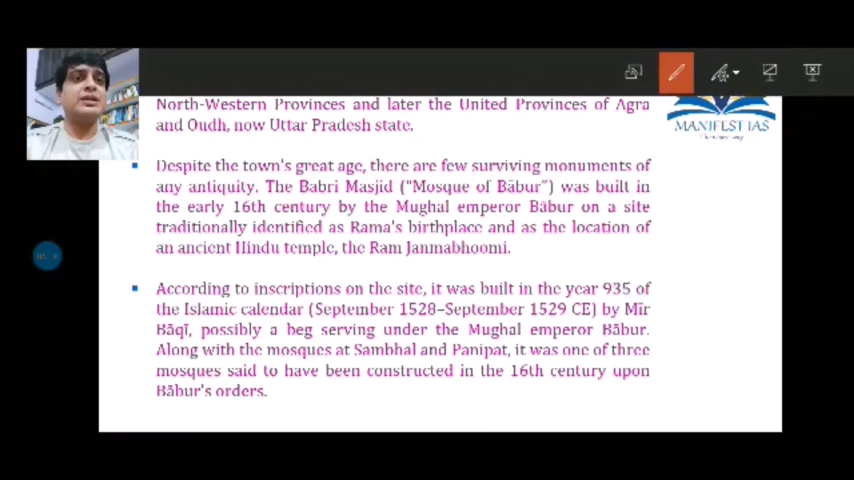 North-Western Provinces and later the United Provinces of Agra
and Oudh, now Uttar Pradesh state.
MANIFEST IAS
Despite the town's great age, there are few surviving monuments of
any antiquity. The Babri Masjid ("Mosque of Bābur") was built in
the early 16th century by the Mughal emperor Bābur on a site
traditionally identified as Rama's birthplace and as the location of
an ancient Hindu temple, the Ram Janmabhoomi.
According to inscriptions on the site, it was built in the year 935 of
the Islamic calendar (September 1528–September 1529 CE) by Mīr
Bāqī, possibly a beg serving under the Mughal emperor Bābur.
Along with the mosques at Sambhal and Panipat, it was one of three
mosques said to have been constructed in the 16th century upon
Bābur's orders.